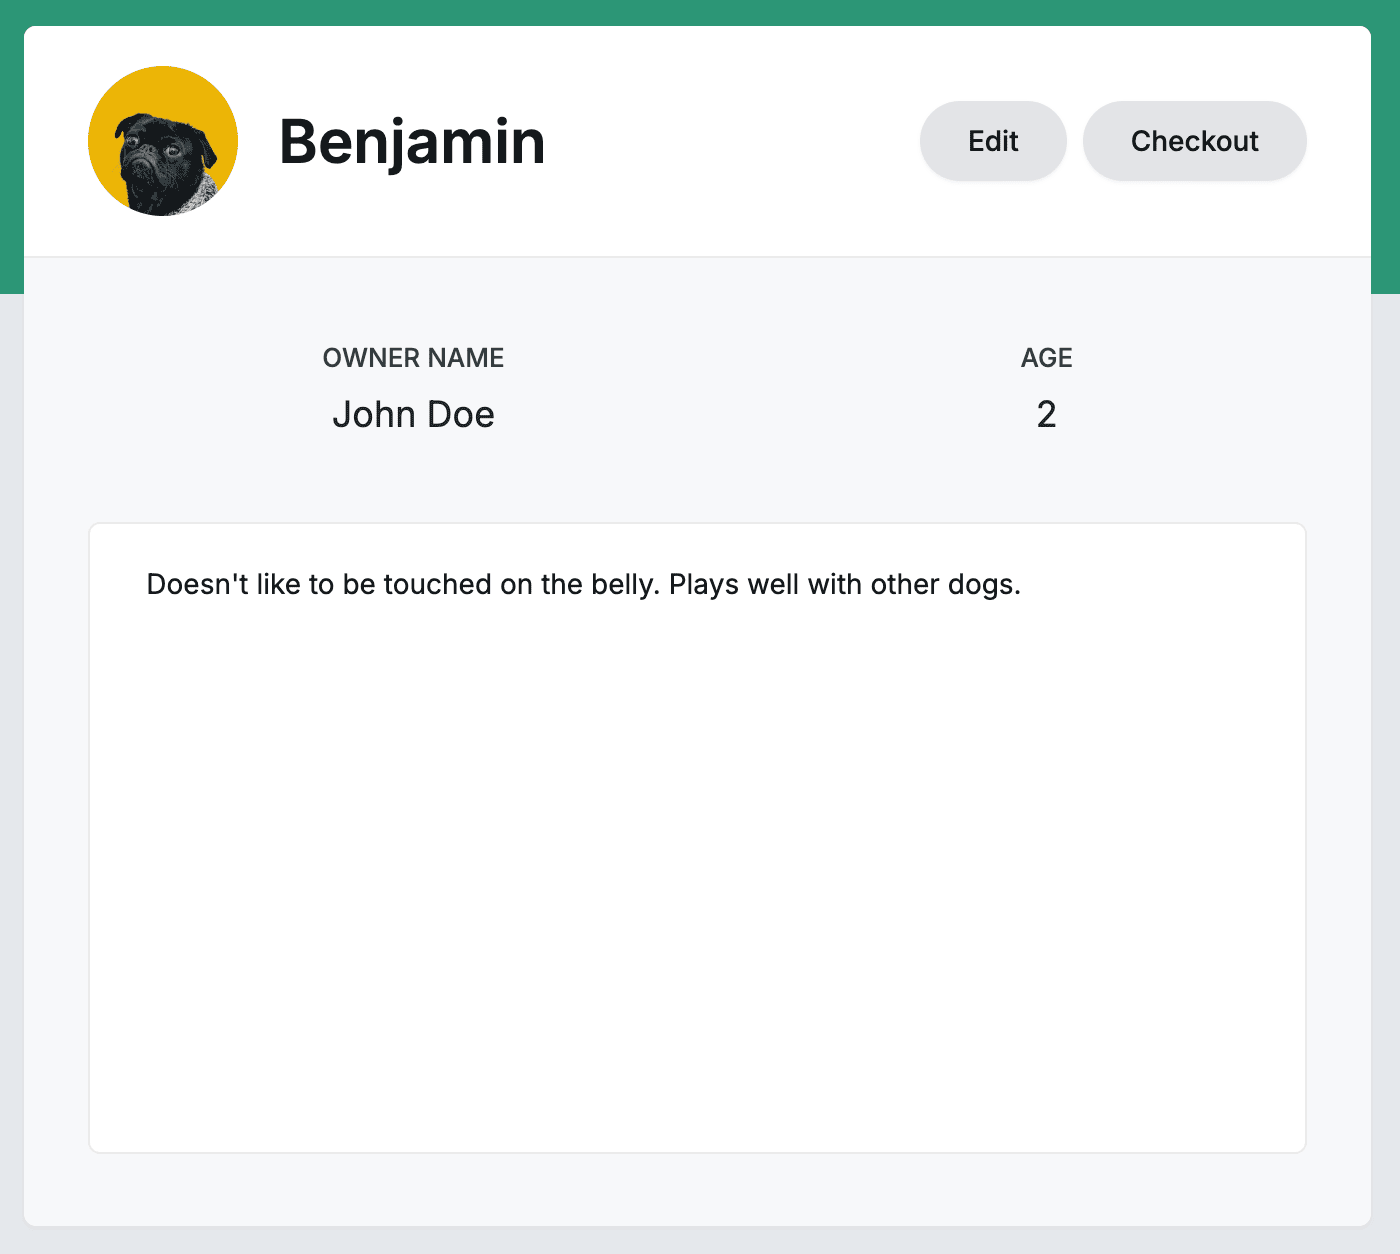 Benjamin
Edit
Checkout
OWNER NAME
John Doe
AGE
2
Doesn't like to be touched on the belly. Plays well with other dogs.